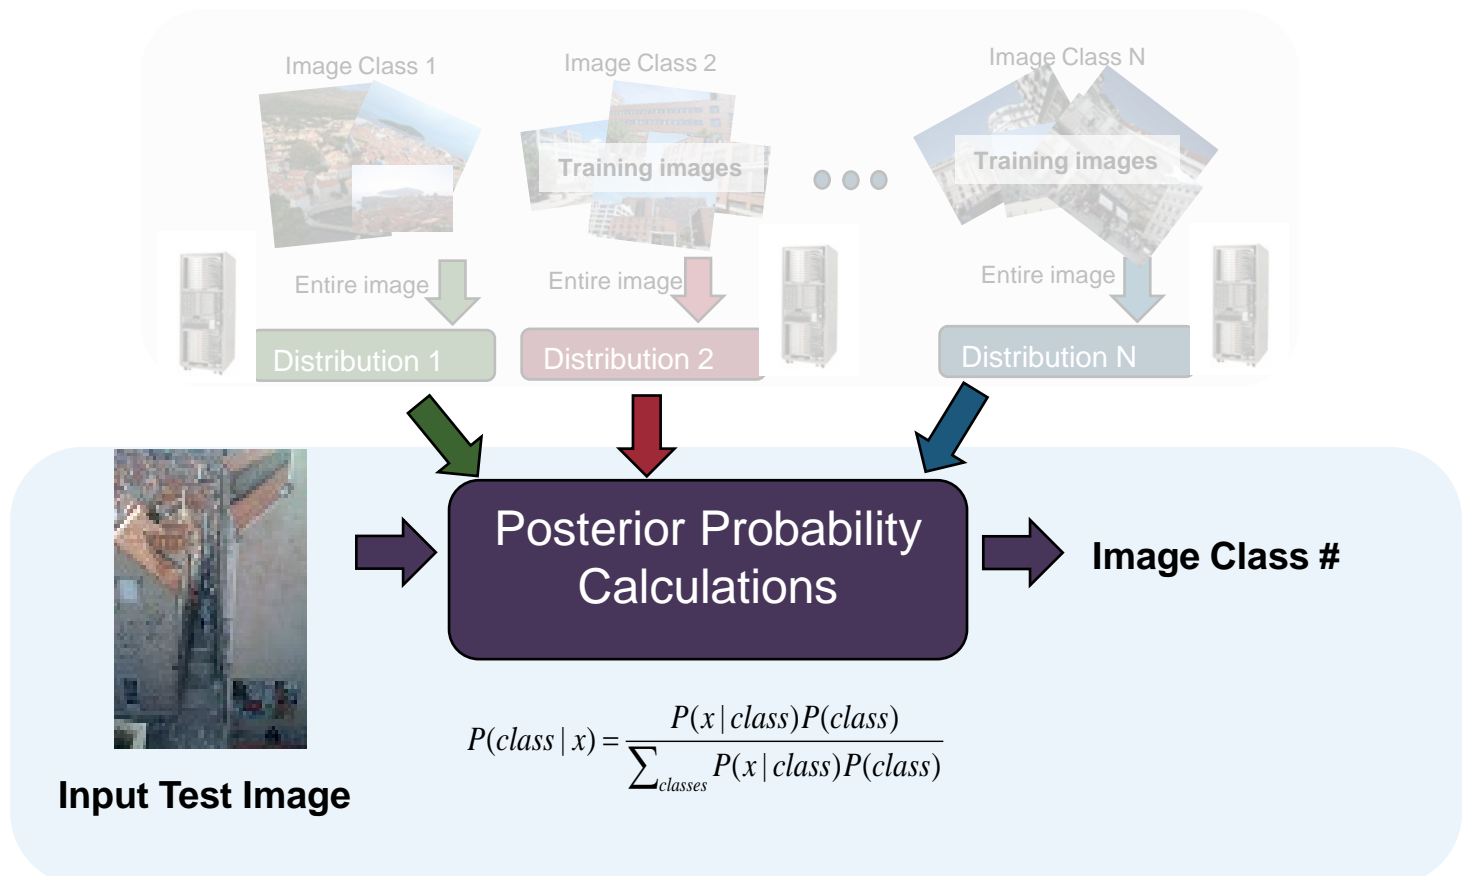 Image Class 1
Image Class 2
Image Class N
Training images
Training images
Entire image
Entire image
Entire image
Distribution 1
Distribution 2
Distribution N
Posterior Probability
Calculations
Image Class #
P(class | x) = P(x | class)P(class) / ∑classes P(x | class)P(class)
Input Test Image